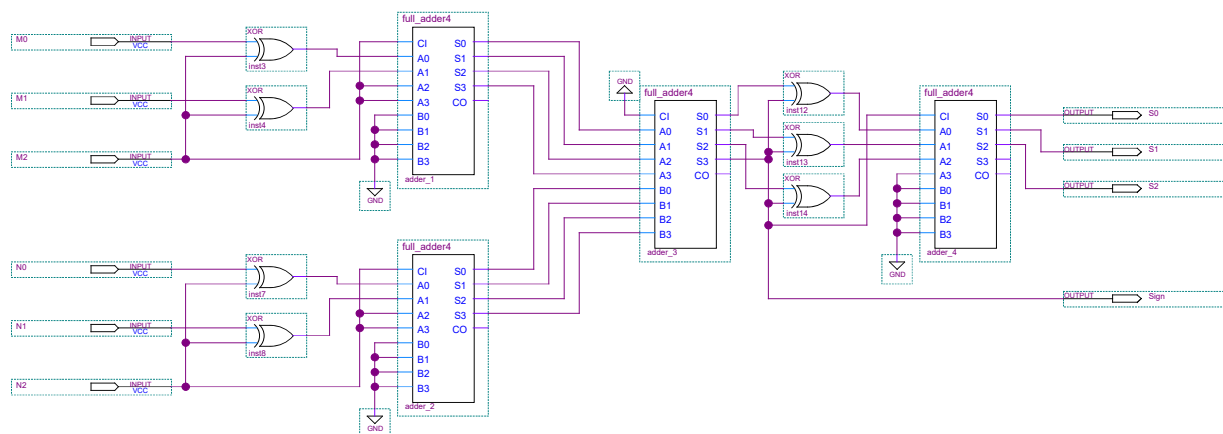 M0
INPUT
VCC
XOR
inst3
M1
INPUT
VCC
XOR
inst4
M2
INPUT
VCC
full_adder4
CI S0
A0 S1
A1 S2
A2 S3
A3 CO
B0
B1
B2
B3
adder_1
GND
N0
INPUT
VCC
XOR
inst7
N1
INPUT
VCC
XOR
inst8
N2
INPUT
VCC
full_adder4
CI S0
A0 S1
A1 S2
A2 S3
A3 CO
B0
B1
B2
B3
adder_2
GND
GND
full_adder4
CI S0
A0 S1
A1 S2
A2 S3
A3 CO
B0
B1
B2
B3
adder_3
XOR
inst12
XOR
inst13
XOR
inst14
full_adder4
CI S0
A0 S1
A1 S2
A2 S3
A3 CO
B0
B1
B2
B3
adder_4
GND
OUTPUT S0
OUTPUT S1
OUTPUT S2
OUTPUT Sign